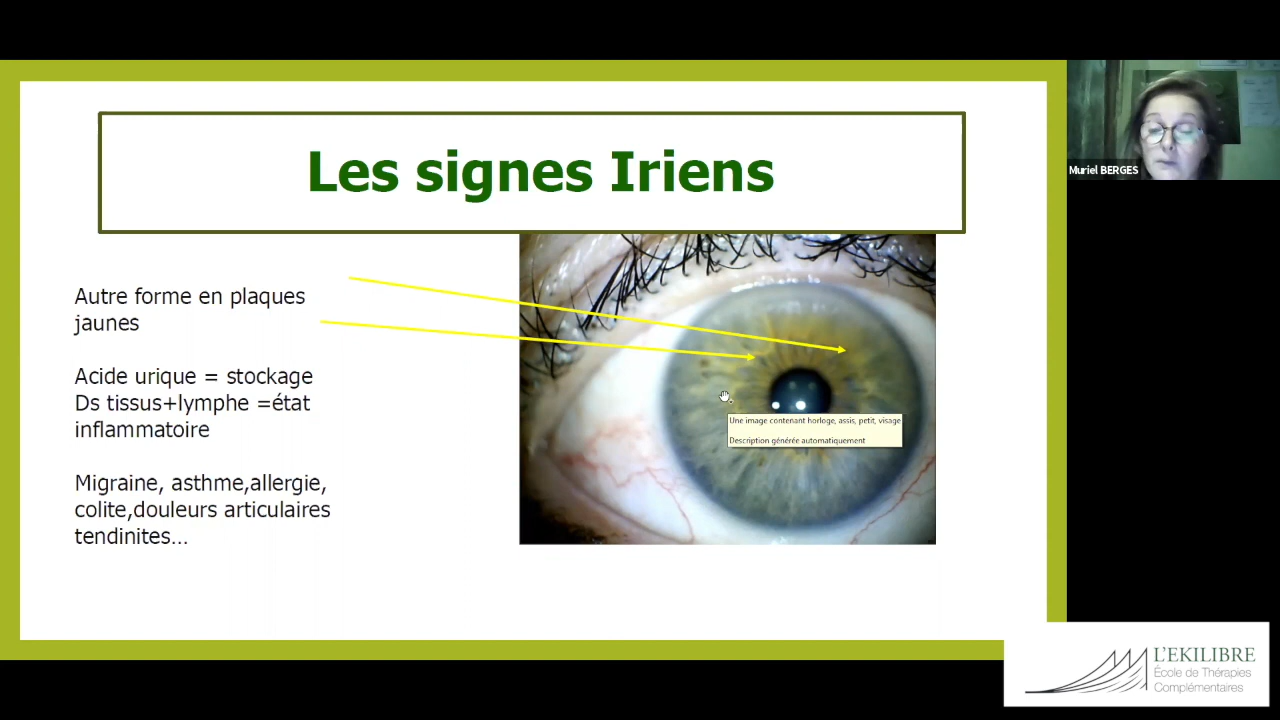 Les signes Iriens
Autre forme en plaques
jaunes
Acide urique = stockage
Ds tissus+lymphe =état
inflammatoire
Migraine, asthme,allergie,
colite,douleurs articulaires
tendinites...
Une image contenant horloge, assis, petit, visage
Description générée automatiquement
Muriel BERGES
L'EKILIBRE
École de Thérapies
Complémentaires